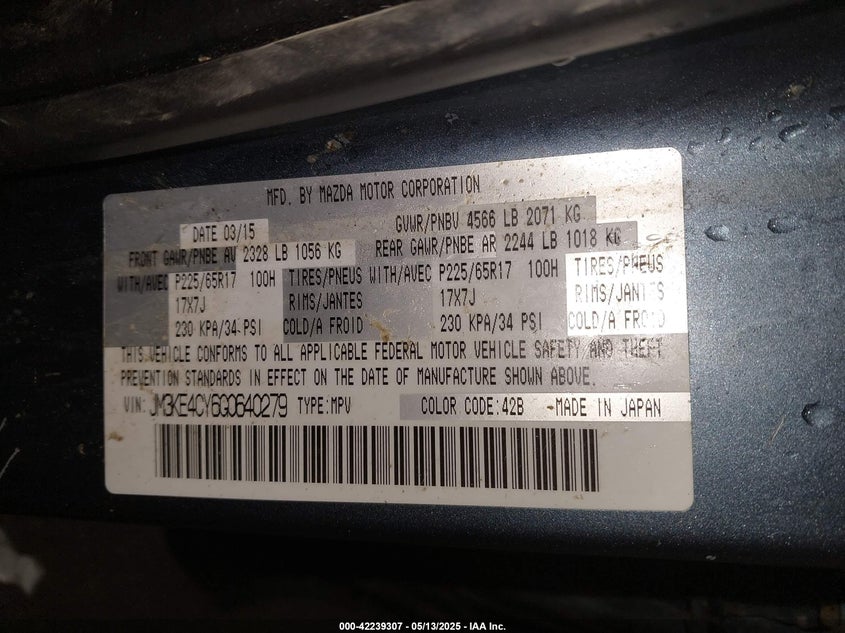 MFD. BY MAZDA MOTOR CORPORATION
DATE 03/15 GVWR/PNBV 4566 LB 2071 KG
FRONT GAWR/PNBE AV 2328 LB 1056 KG REAR GAWR/PNBE AR 2244 LB 1018 KG
WITH/AVEC P225/65R17 100H TIRES/PNEUS WITH/AVEC P225/65R17 100H TIRES/PNEUS
17X7J RIMS/JANTES 17X7J RIMS/JANTES
230 KPA/34 PSI COLD/A FROID 230 KPA/34 PSI COLD/A FROID
THIS VEHICLE CONFORMS TO ALL APPLICABLE FEDERAL MOTOR VEHICLE SAFETY AND THEFT
PREVENTION STANDARDS IN EFFECT ON THE DATE OF MANUFACTURE SHOWN ABOVE.
VIN: JM3KE4CY6G0640279 TYPE:MPV COLOR CODE:42B MADE IN JAPAN
000-42239307 - 05/13/2025 - IAA Inc.